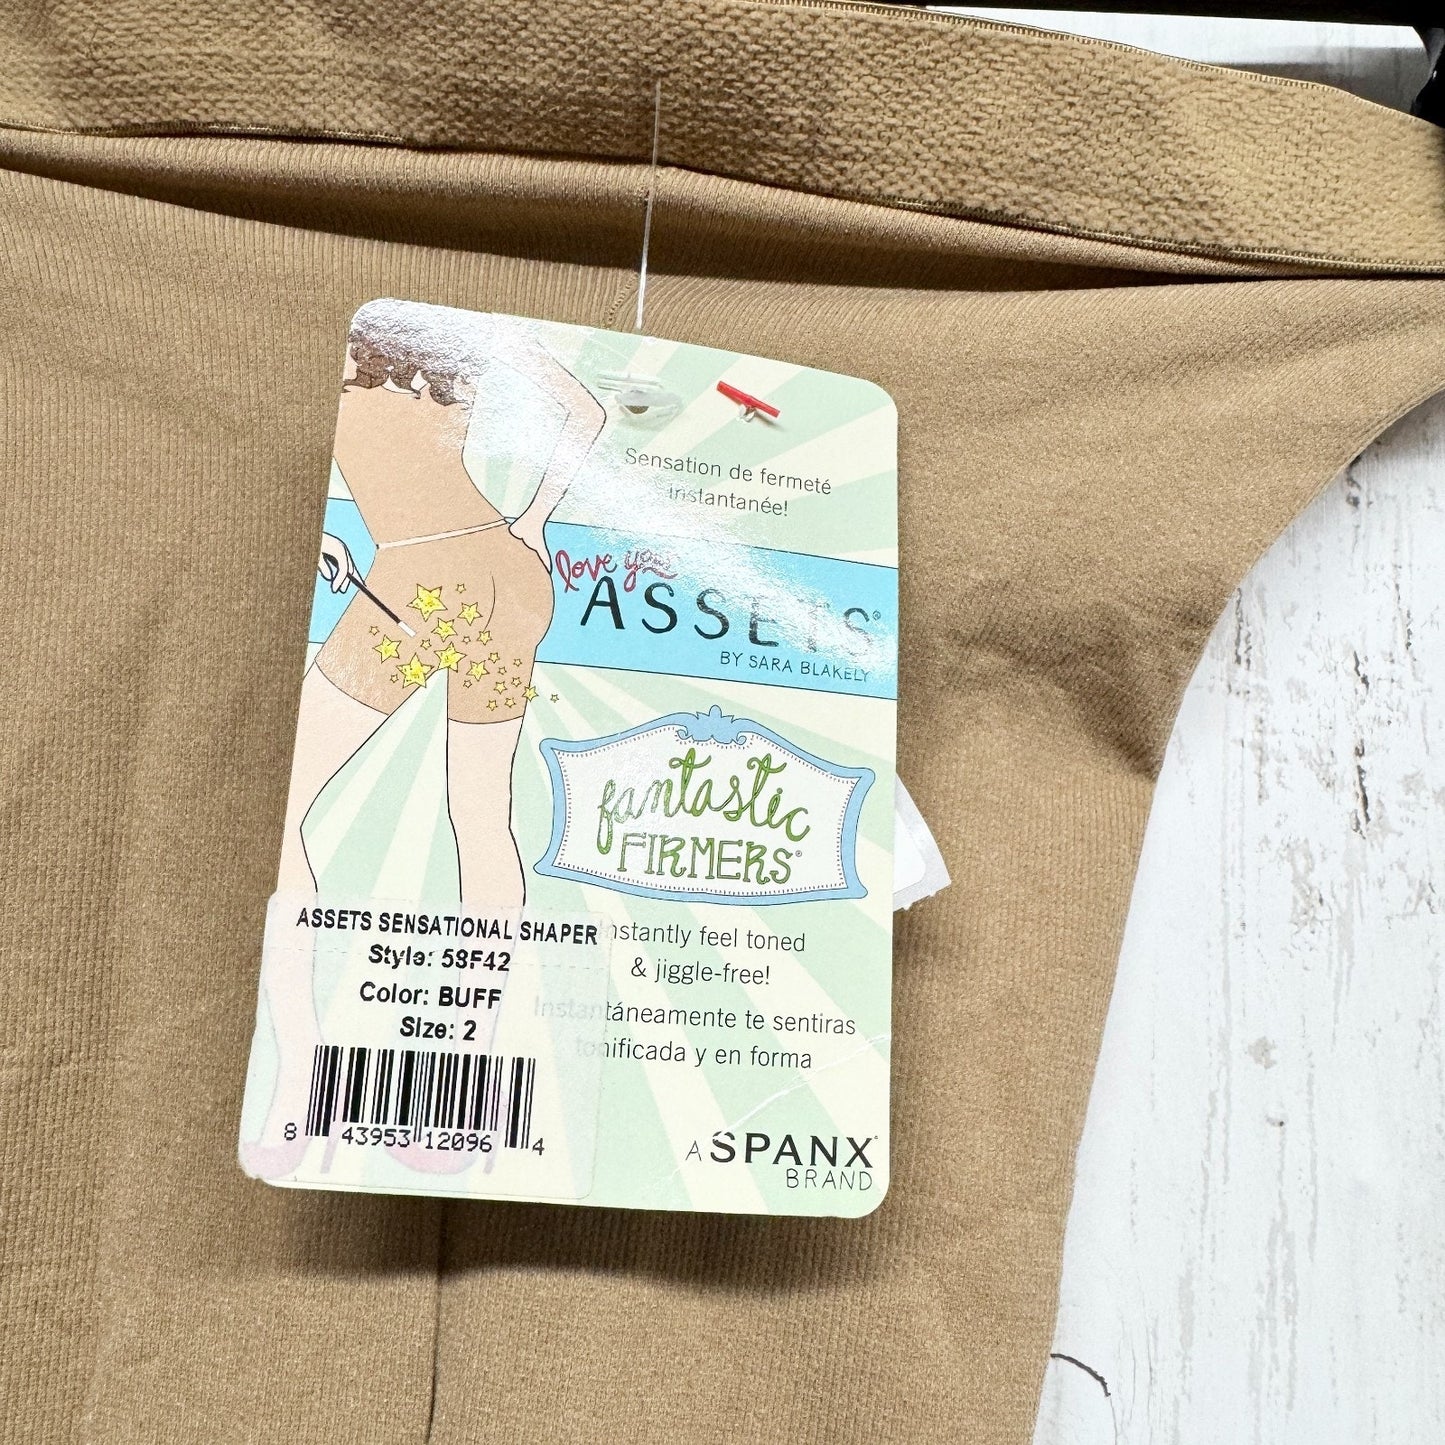 Sensation de fermeté
instantanée!
love your
ASSETS®
BY SARA BLAKELY
fantastic
FIRMERS®
Instantly feel toned
& jiggle-free!
Instantáneamente te sentiras
tonificada y en forma
ASSETS SENSATIONAL SHAPER
Style: 58F42
Color: BUFF
Size: 2
8 43953 12096 4
A SPANX®
BRAND